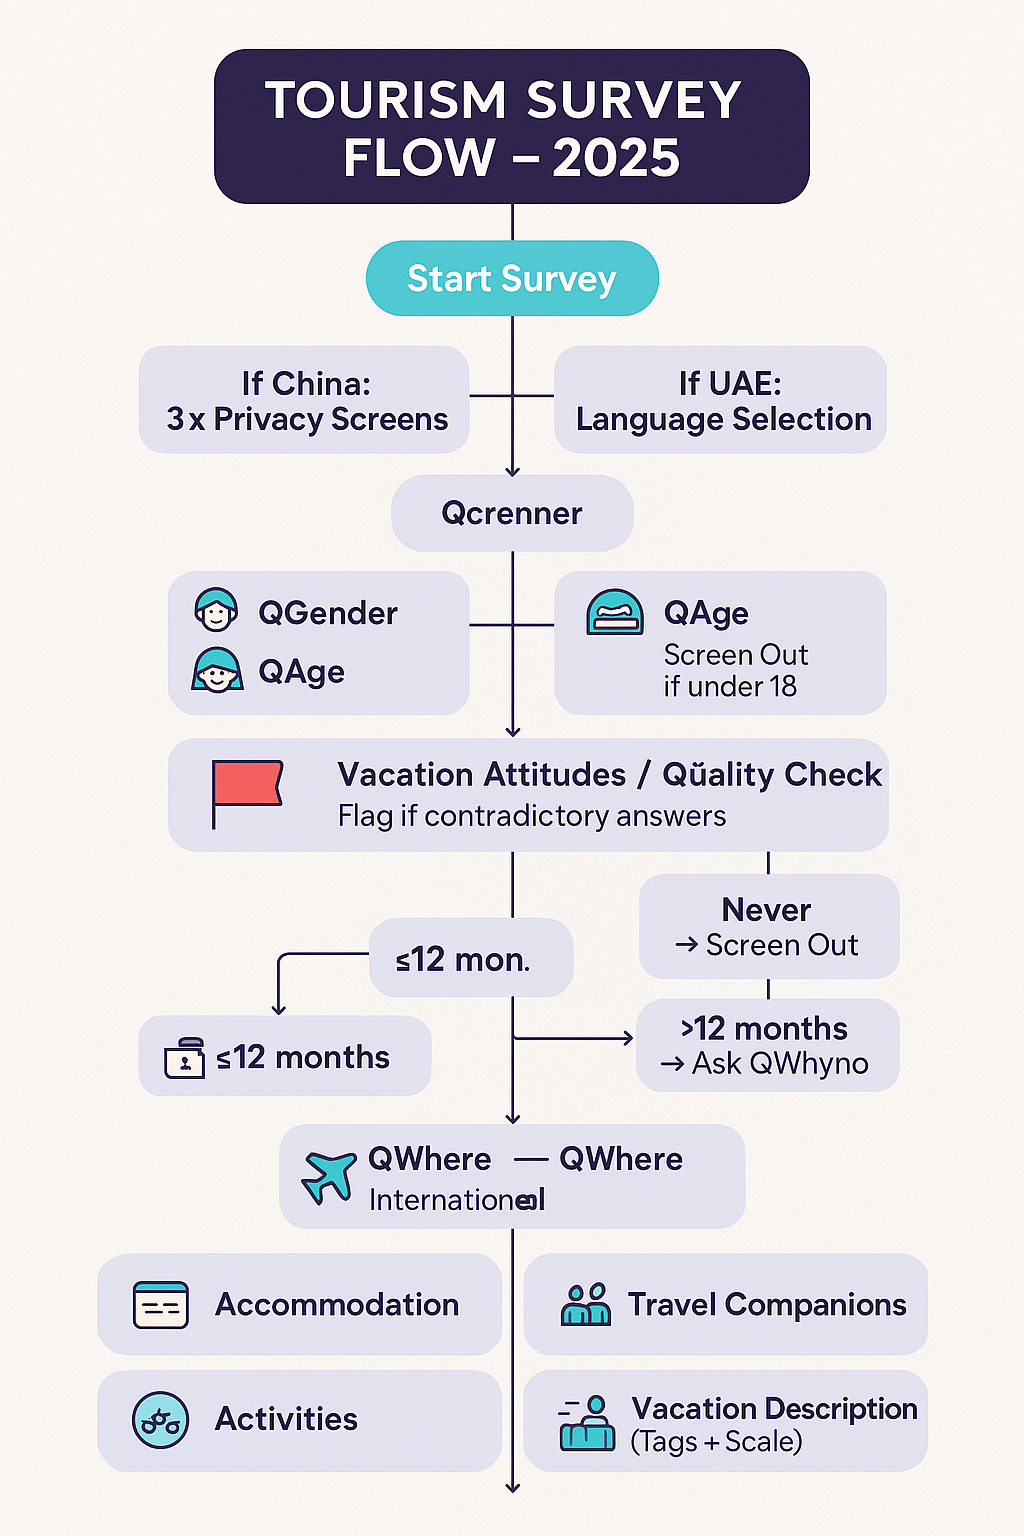 TOURISM SURVEY
FLOW – 2025
Start Survey
If China:
3x Privacy Screens
If UAE:
Language Selection
Qcrenner
QGender
QAge
QAge
Screen Out
if under 18
Vacation Attitudes / Qŭality Check
Flag if contradictory answers
Never
→ Screen Out
≤12 mon.
≤12 months
>12 months
→ Ask QWhyno
QWhere — QWhere
Accommodation
Travel Companions
Activities
Vacation Description
(Tags + Scale)